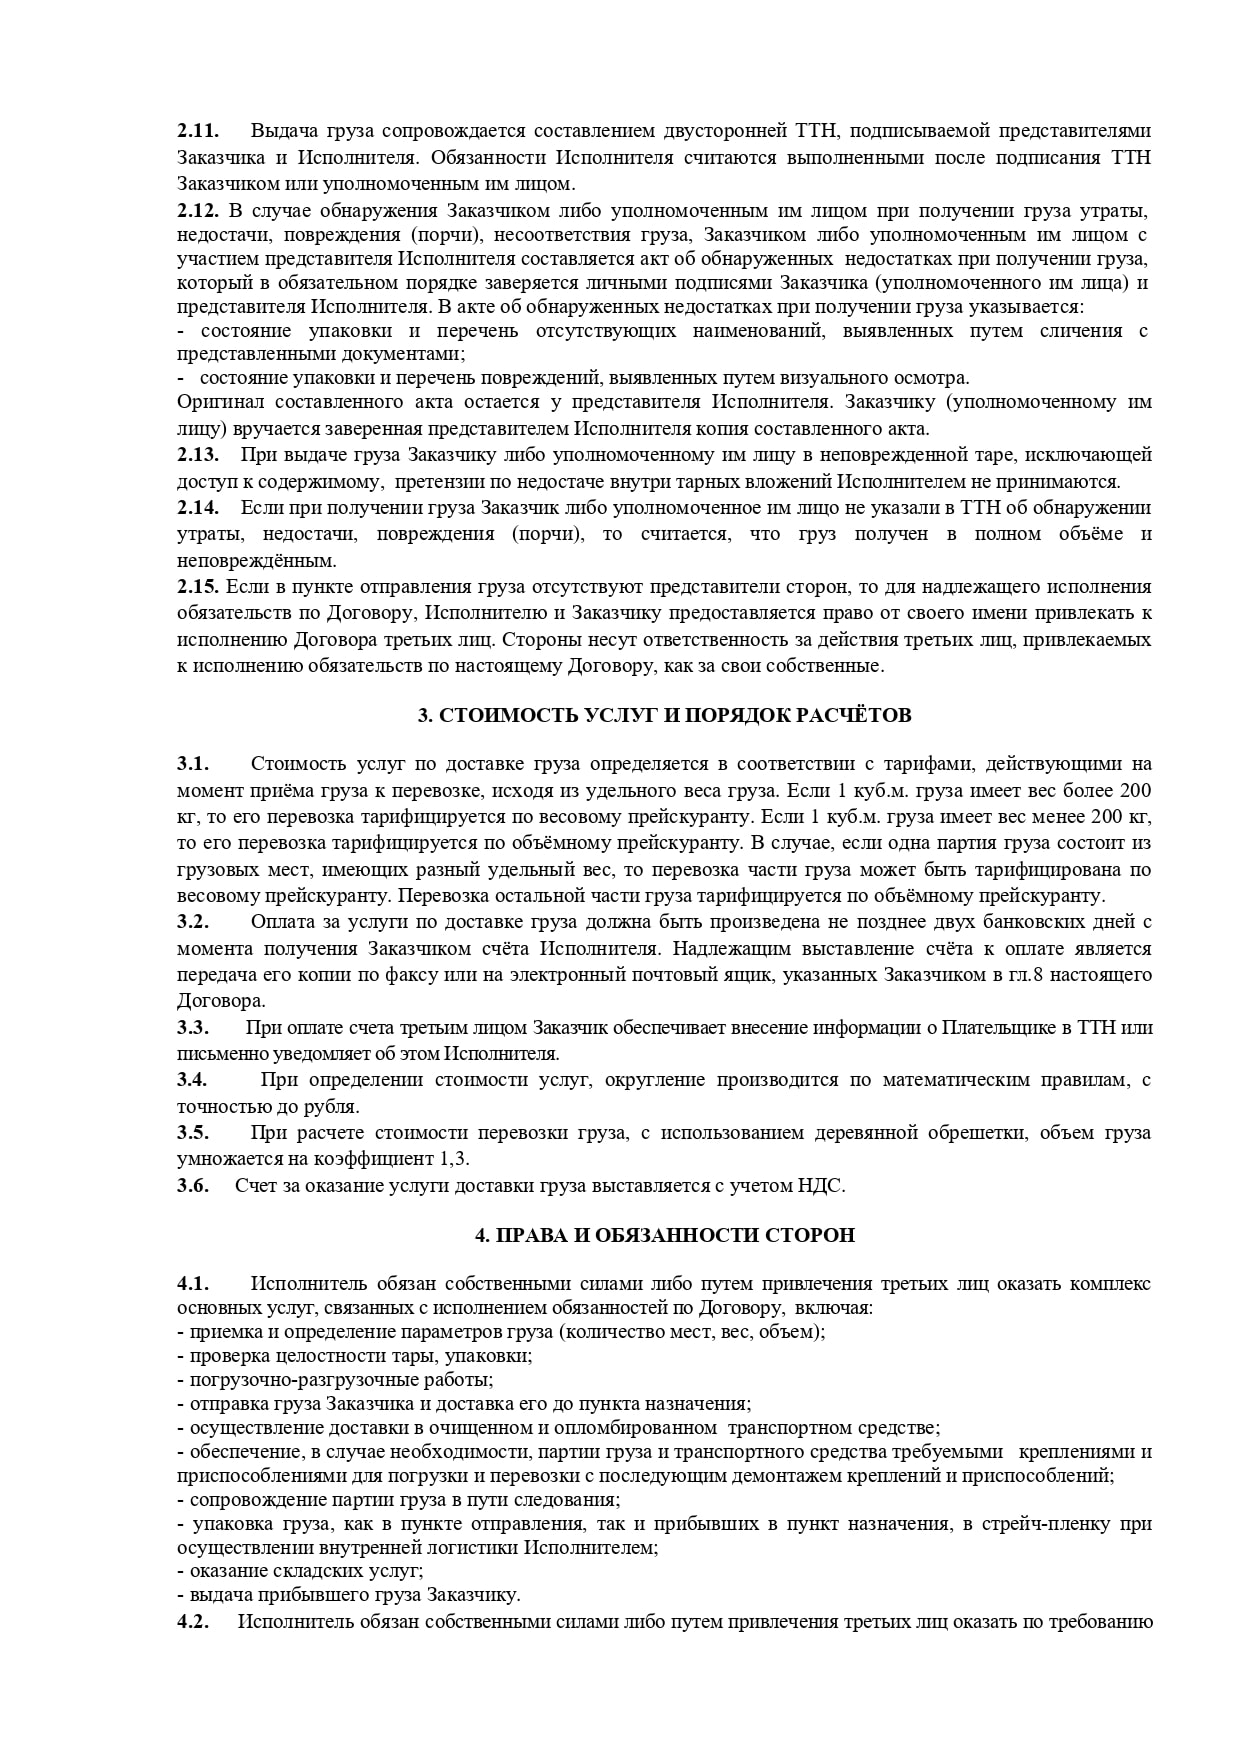 2.11. Выдача груза сопровождается составлением двусторонней ТТН, подписываемой представителями
Заказчика и Исполнителя. Обязанности Исполнителя считаются выполненными после подписания ТТН
Заказчиком или уполномоченным им лицом.
2.12. В случае обнаружения Заказчиком либо уполномоченным им лицом при получении груза утраты,
недостачи, повреждения (порчи), несоответствия груза, Заказчиком либо уполномоченным им лицом с
участием представителя Исполнителя составляется акт об обнаруженных недостатках при получении груза,
который в обязательном порядке заверяется личными подписями Заказчика (уполномоченного им лица) и
представителя Исполнителя. В акте об обнаруженных недостатках при получении груза указывается:
- состояние упаковки и перечень отсутствующих наименований, выявленных путем сличения с
представленными документами;
- состояние упаковки и перечень повреждений, выявленных путем визуального осмотра.
Оригинал составленного акта остается у представителя Исполнителя. Заказчику (уполномоченному им
лицу) вручается заверенная представителем Исполнителя копия составленного акта.
2.13. При выдаче груза Заказчику либо уполномоченному им лицу в неповрежденной таре, исключающей
доступ к содержимому, претензии по недостаче внутри тарных вложений Исполнителем не принимаются.
2.14. Если при получении груза Заказчик либо уполномоченное им лицо не указали в ТТН об обнаружении
утраты, недостачи, повреждения (порчи), то считается, что груз получен в полном объёме и
неповреждённым.
2.15. Если в пункте отправления груза отсутствуют представители сторон, то для надлежащего исполнения
обязательств по Договору, Исполнителю и Заказчику предоставляется право от своего имени привлекать к
исполнению Договора третьих лиц. Стороны несут ответственность за действия третьих лиц, привлекаемых
к исполнению обязательств по настоящему Договору, как за свои собственные.
3. СТОИМОСТЬ УСЛУГ И ПОРЯДОК РАСЧЁТОВ
3.1. Стоимость услуг по доставке груза определяется в соответствии с тарифами, действующими на
момент приёма груза к перевозке, исходя из удельного веса груза. Если 1 куб.м. груза имеет вес более 200
кг, то его перевозка тарифицируется по весовому прейскуранту. Если 1 куб.м. груза имеет вес менее 200 кг,
то его перевозка тарифицируется по объёмному прейскуранту. В случае, если одна партия груза состоит из
грузовых мест, имеющих разный удельный вес, то перевозка части груза может быть тарифицирована по
весовому прейскуранту. Перевозка остальной части груза тарифицируется по объёмному прейскуранту.
3.2. Оплата за услуги по доставке груза должна быть произведена не позднее двух банковских дней с
момента получения Заказчиком счёта Исполнителя. Надлежащим выставление счёта к оплате является
передача его копии по факсу или на электронный почтовый ящик, указанных Заказчиком в гл.8 настоящего
Договора.
3.3. При оплате счета третьим лицом Заказчик обеспечивает внесение информации о Плательщике в ТТН или
письменно уведомляет об этом Исполнителя.
3.4. При определении стоимости услуг, округление производится по математическим правилам, с
точностью до рубля.
3.5. При расчете стоимости перевозки груза, с использованием деревянной обрешетки, объем груза
умножается на коэффициент 1,3.
3.6. Счет за оказание услуги доставки груза выставляется с учетом НДС.
4. ПРАВА И ОБЯЗАННОСТИ СТОРОН
4.1. Исполнитель обязан собственными силами либо путем привлечения третьих лиц оказать комплекс
основных услуг, связанных с исполнением обязанностей по Договору, включая:
- приемка и определение параметров груза (количество мест, вес, объем);
- проверка целостности тары, упаковки;
- погрузочно-разгрузочные работы;
- отправка груза Заказчика и доставка его до пункта назначения;
- осуществление доставки в очищенном и опломбированном транспортном средстве;
- обеспечение, в случае необходимости, партии груза и транспортного средства требуемыми креплениями и
приспособлениями для погрузки и перевозки с последующим демонтажем креплений и приспособлений;
- сопровождение партии груза в пути следования;
- упаковка груза, как в пункте отправления, так и прибывших в пункт назначения, в стрейч-пленку при
осуществлении внутренней логистики Исполнителем;
- оказание складских услуг;
- выдача прибывшего груза Заказчику.
4.2. Исполнитель обязан собственными силами либо путем привлечения третьих лиц оказать по требованию